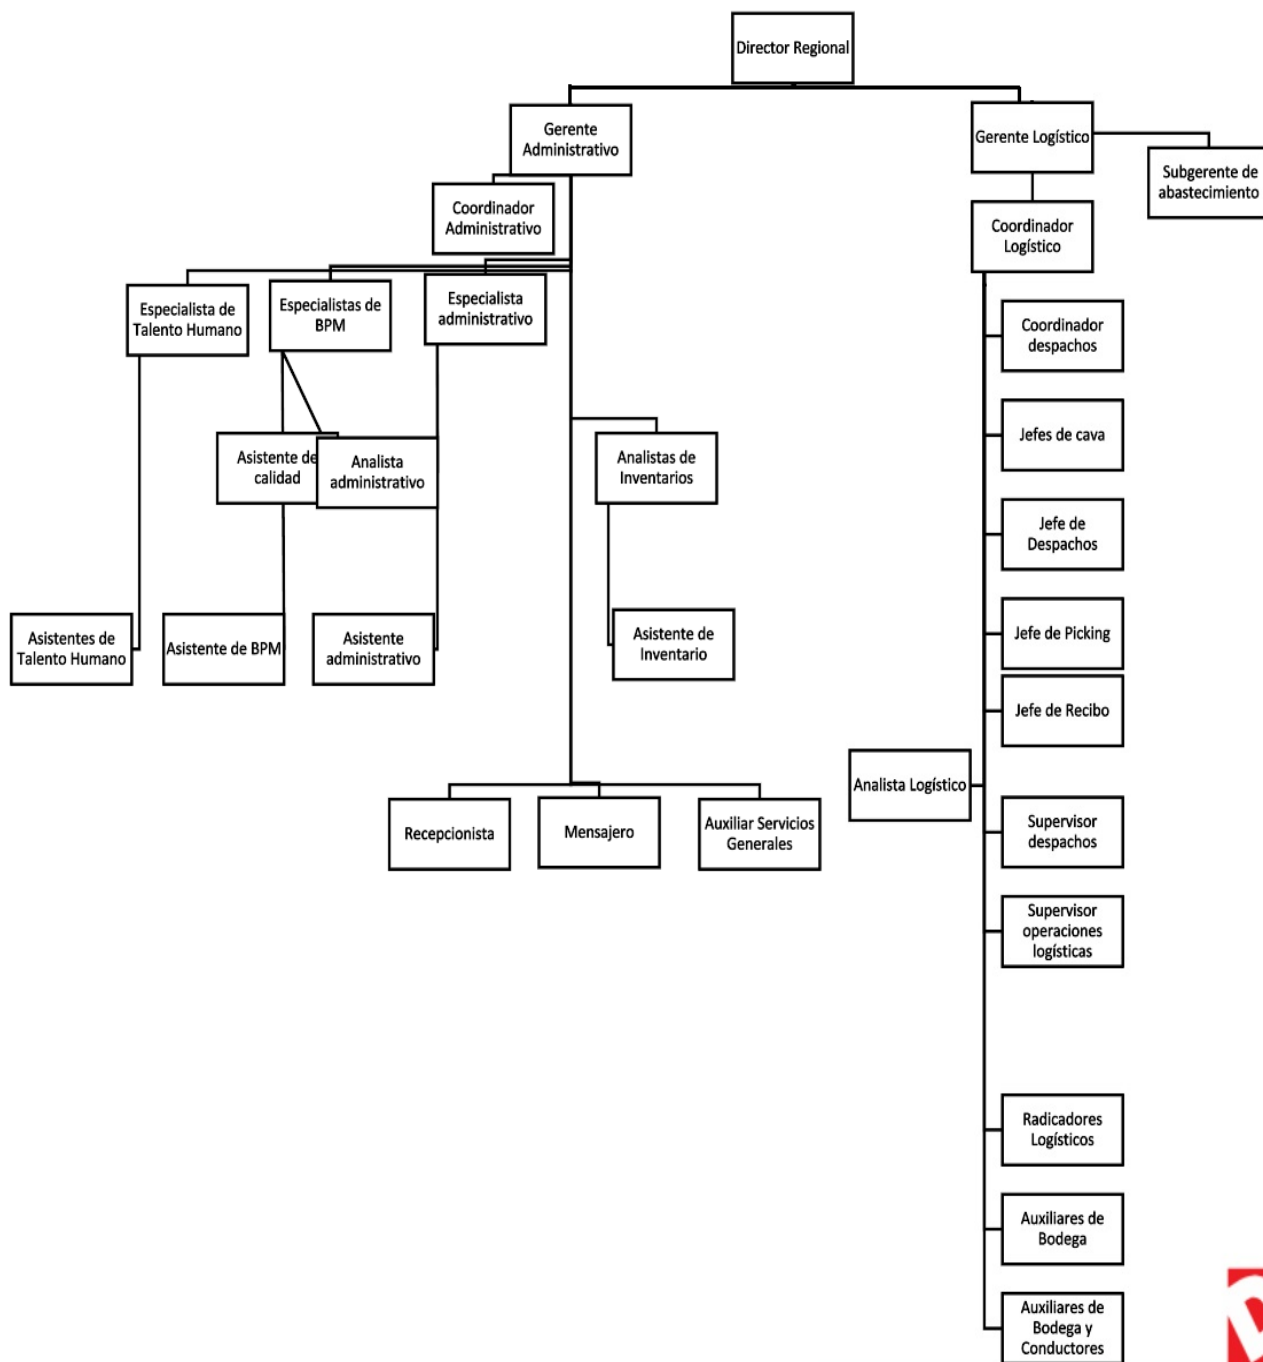 Director Regional
Gerente
Administrativo
Gerente Logístico
Subgerente de
abastecimiento
Coordinador
Administrativo
Coordinador
Logístico
Especialista de
Talento Humano
Especialistas de
BPM
Especialista
administrativo
Coordinador
despachos
Jefes de cava
Asistente de
calidad
Analista
administrativo
Analistas de
Inventarios
Jefe de
Despachos
Asistentes de
Talento Humano
Asistente de BPM
Asistente
administrativo
Asistente de
Inventario
Jefe de Picking
Jefe de Recibo
Analista Logístico
Recepcionista
Mensajero
Auxiliar Servicios
Generales
Supervisor
despachos
Supervisor
operaciones
logísticas
Radicadores
Logísticos
Auxiliares de
Bodega
Auxiliares de
Bodega y
Conductores